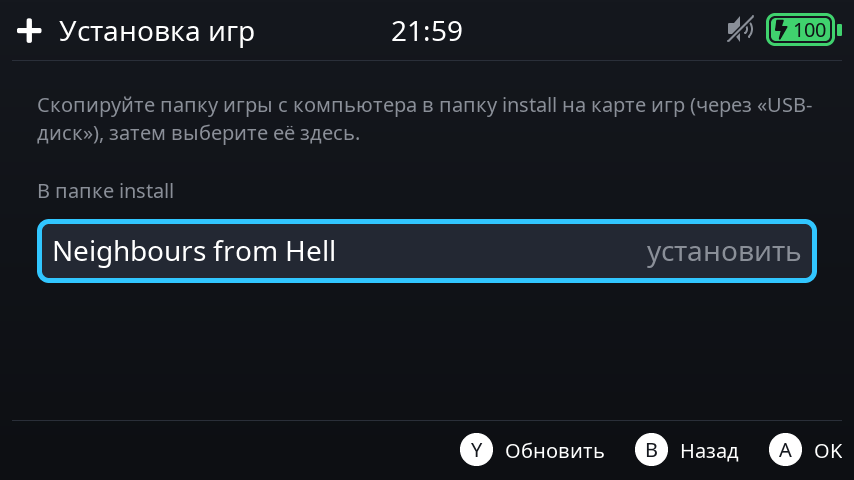 Установка игр
21:59
100
Скопируйте папку игры с компьютера в папку install на карте игр (через «USB-
диск»), затем выберите её здесь.
В папке install
Neighbours from Hell
установить
Y Обновить
B Назад
A OK